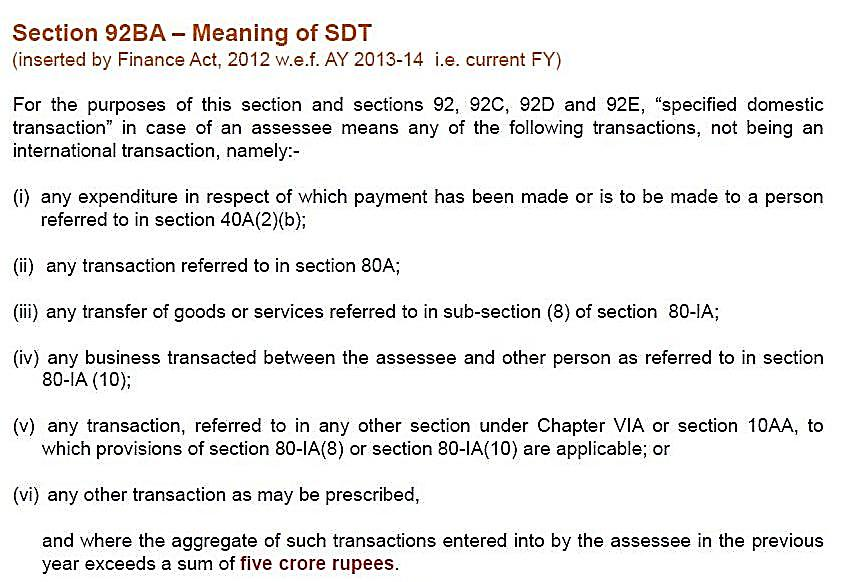 Section 92BA – Meaning of SDT
(inserted by Finance Act, 2012 w.e.f. AY 2013-14 i.e. current FY)
For the purposes of this section and sections 92, 92C, 92D and 92E, “specified domestic
transaction” in case of an assessee means any of the following transactions, not being an
international transaction, namely:-
(i) any expenditure in respect of which payment has been made or is to be made to a person
referred to in section 40A(2)(b);
(ii) any transaction referred to in section 80A;
(iii) any transfer of goods or services referred to in sub-section (8) of section 80-IA;
(iv) any business transacted between the assessee and other person as referred to in section
80-IA (10);
(v) any transaction, referred to in any other section under Chapter VIA or section 10AA, to
which provisions of section 80-IA(8) or section 80-IA(10) are applicable; or
(vi) any other transaction as may be prescribed,
and where the aggregate of such transactions entered into by the assessee in the previous
year exceeds a sum of five crore rupees.